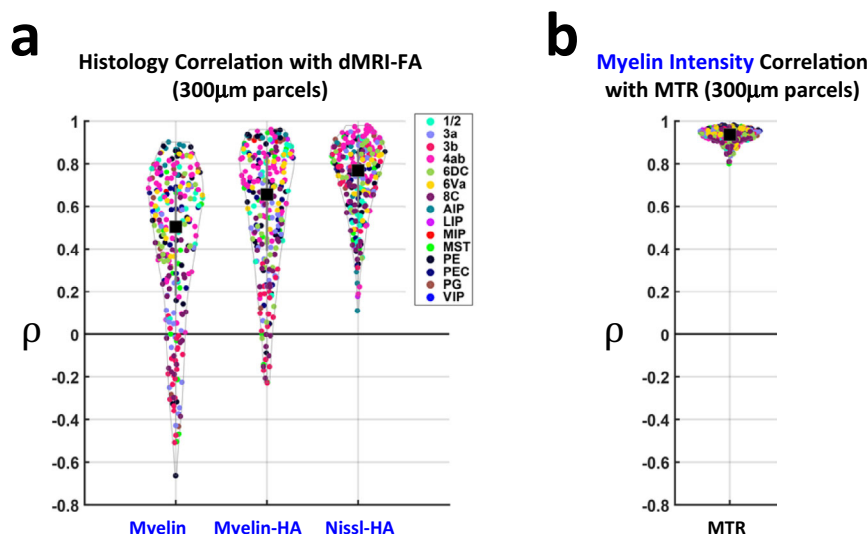 a
Histology Correlation with dMRI-FA
(300μm parcels)
ρ
1
0.8
0.6
0.4
0.2
0
-0.2
-0.4
-0.6
-0.8
Myelin
Myelin-HA
Nissl-HA
1/2
3a
3b
4ab
6DC
6Va
8C
AIP
LIP
MIP
MST
PE
PEC
PG
VIP
b
Myelin Intensity Correlation
with MTR (300μm parcels)
ρ
1
0.8
0.6
0.4
0.2
0
-0.2
-0.4
-0.6
-0.8
MTR